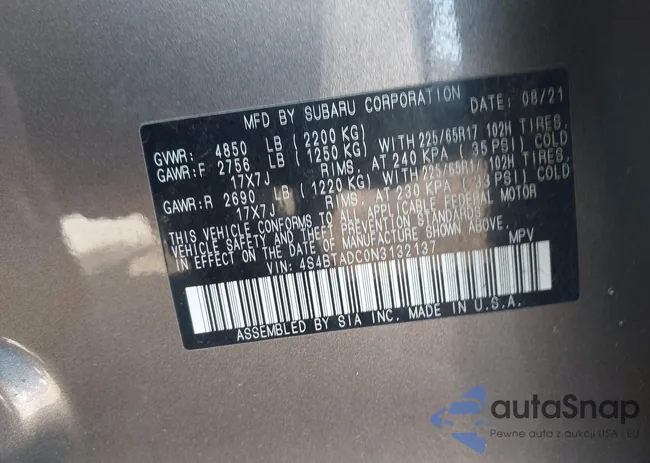 MFD BY SUBARU CORPORATION DATE: 08/21
GVWR: 4850 LB (2200 KG)
GAWR:F 2756 LB (1250 KG) WITH 225/65R17 102H TIRES,
17X7J RIMS, AT 240 KPA (35 PSI) COLD
GAWR:R 2690 LB (1220 KG) WITH 225/65R17 102H TIRES,
17X7J RIMS, AT 230 KPA (33 PSI) COLD
THIS VEHICLE CONFORMS TO ALL APPLICABLE FEDERAL MOTOR
VEHICLE SAFETY AND THEFT PREVENTION STANDARDS
IN EFFECT ON THE DATE OF MANUFACTURE SHOWN ABOVE.
VIN: 4S4BTADC0N3132137 MPV
ASSEMBLED BY SIA INC. MADE IN U.S.A.
autaSnap
Pewne auta z aukcji USA i EU